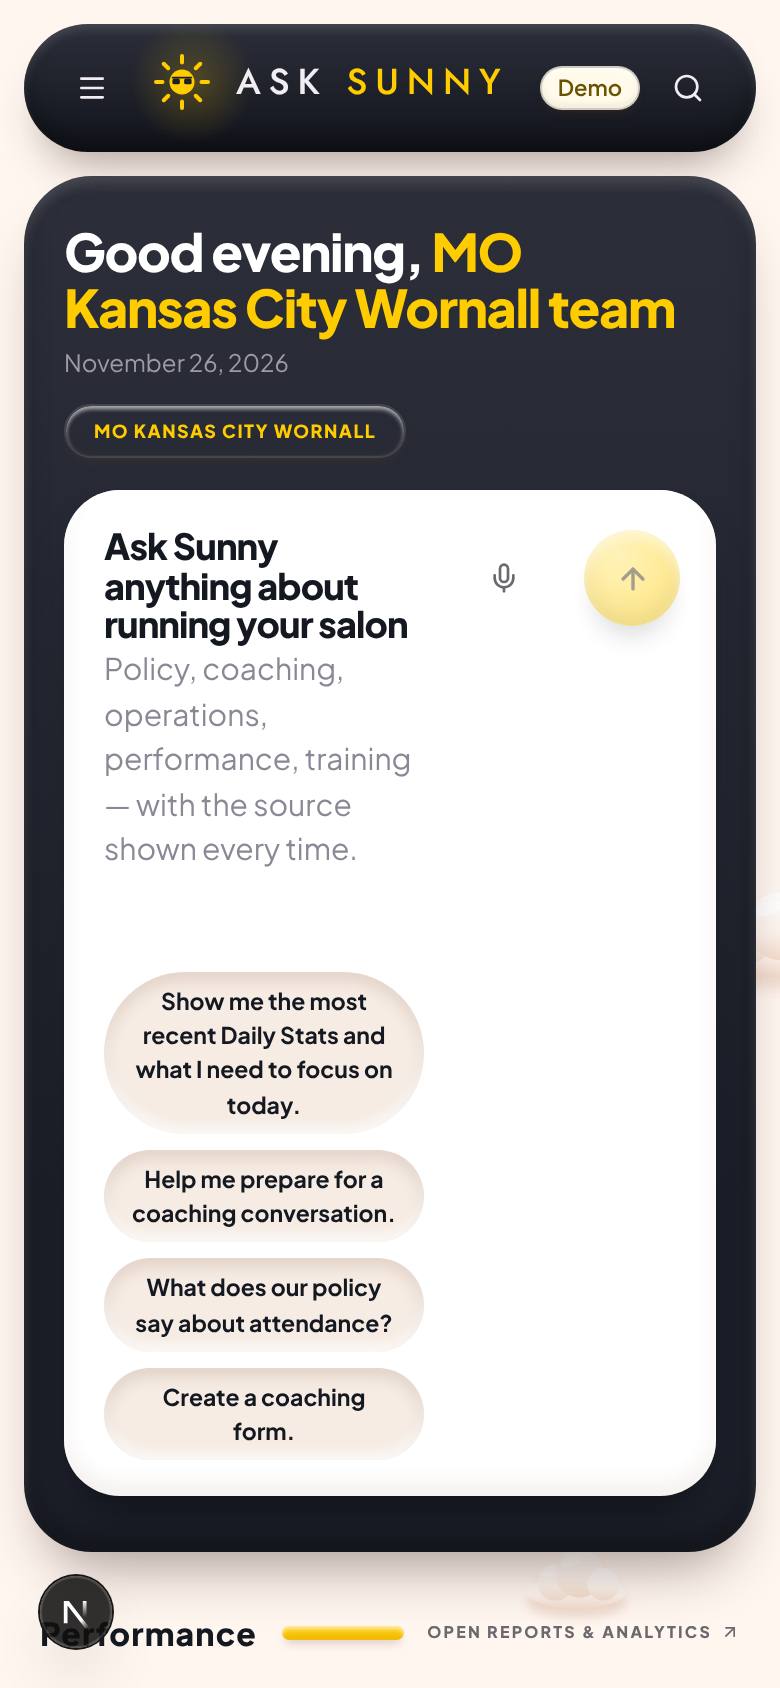 ASK SUNNY
Demo
Good evening, MO
Kansas City Wornall team
November 26, 2026
MO KANSAS CITY WORNALL
Ask Sunny
anything about
running your salon
Policy, coaching,
operations,
performance, training
— with the source
shown every time.
Show me the most
recent Daily Stats and
what I need to focus on
today.
Help me prepare for a
coaching conversation.
What does our policy
say about attendance?
Create a coaching
form.
N
Performance
OPEN REPORTS & ANALYTICS